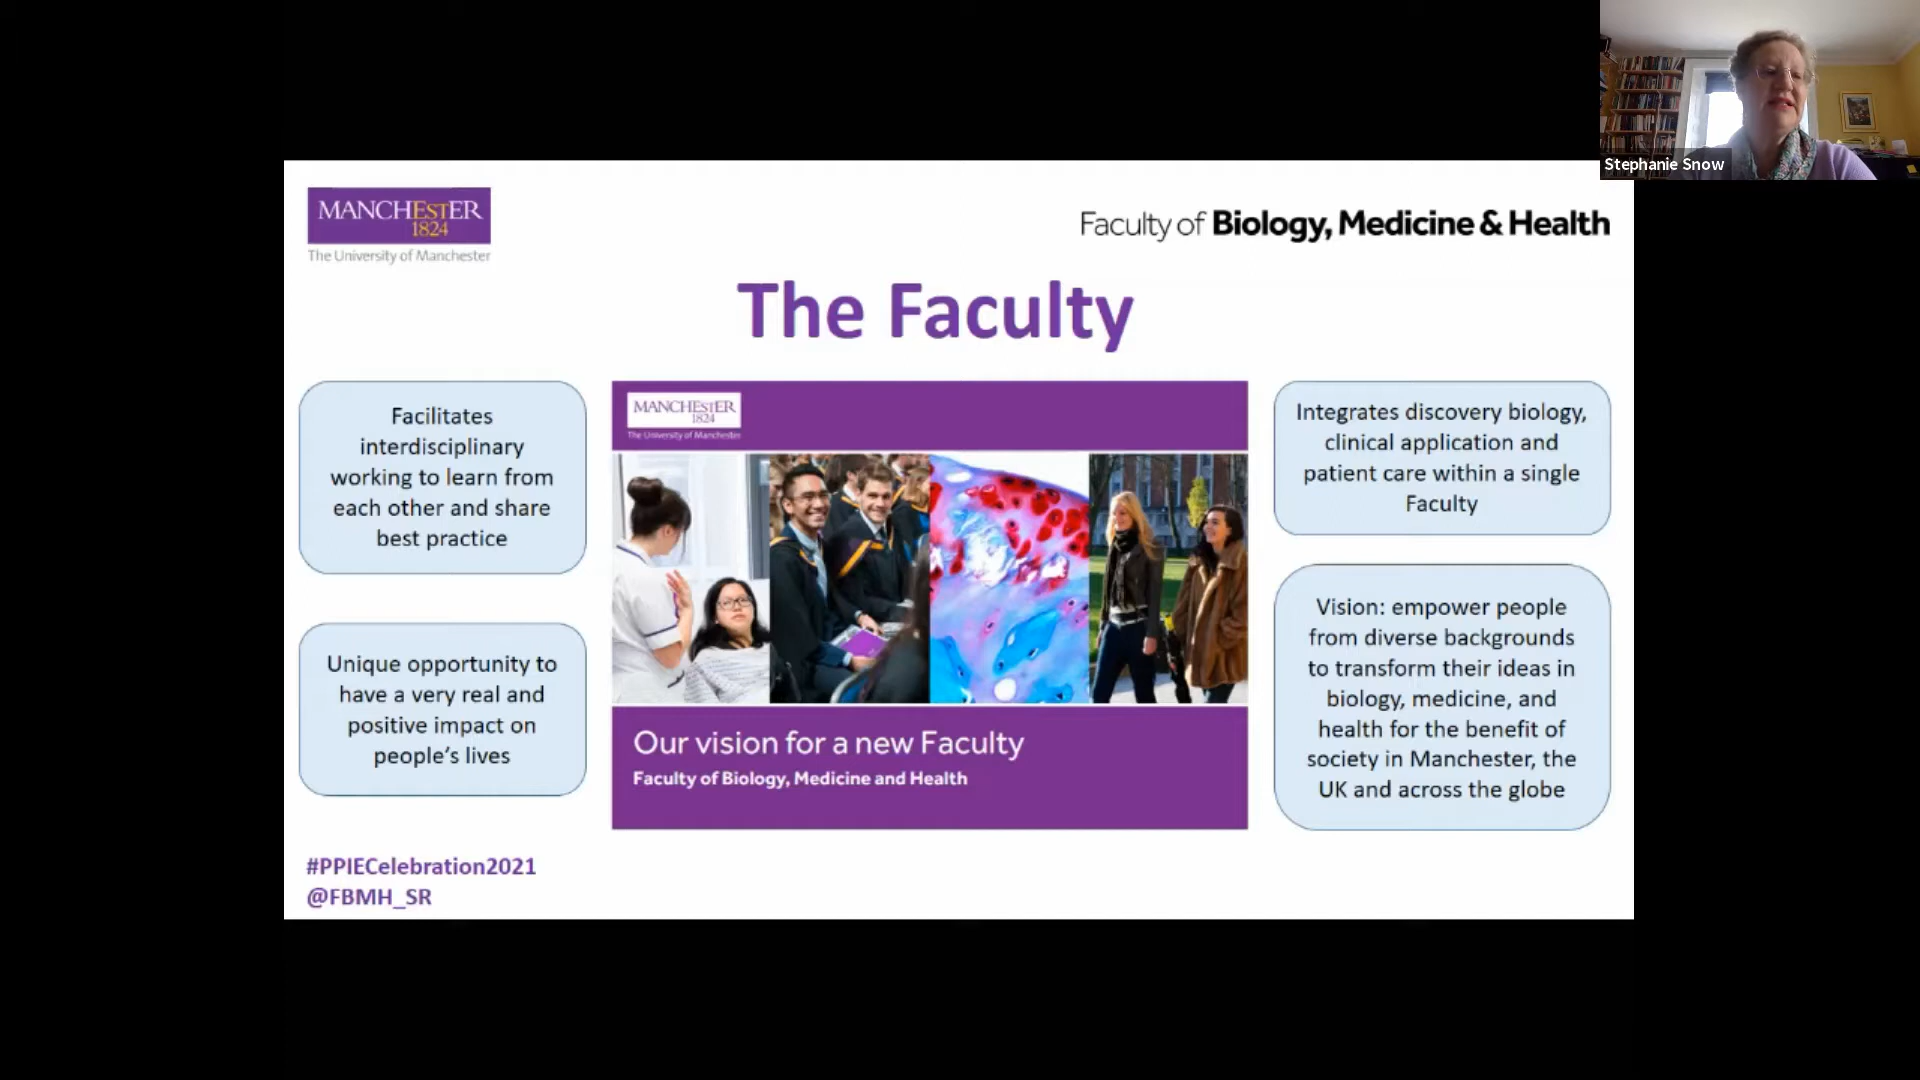 Stephanie Snow
MANCHESTER
1824
The University of Manchester
Faculty of Biology, Medicine & Health
The Faculty
Facilitates
interdisciplinary
working to learn from
each other and share
best practice
Unique opportunity to
have a very real and
positive impact on
people's lives
MANCHESTER
1824
The University of Manchester
Our vision for a new Faculty
Faculty of Biology, Medicine and Health
Integrates discovery biology,
clinical application and
patient care within a single
Faculty
Vision: empower people
from diverse backgrounds
to transform their ideas in
biology, medicine, and
health for the benefit of
society in Manchester, the
UK and across the globe
#PPIECelebration2021
@FBMH_SR